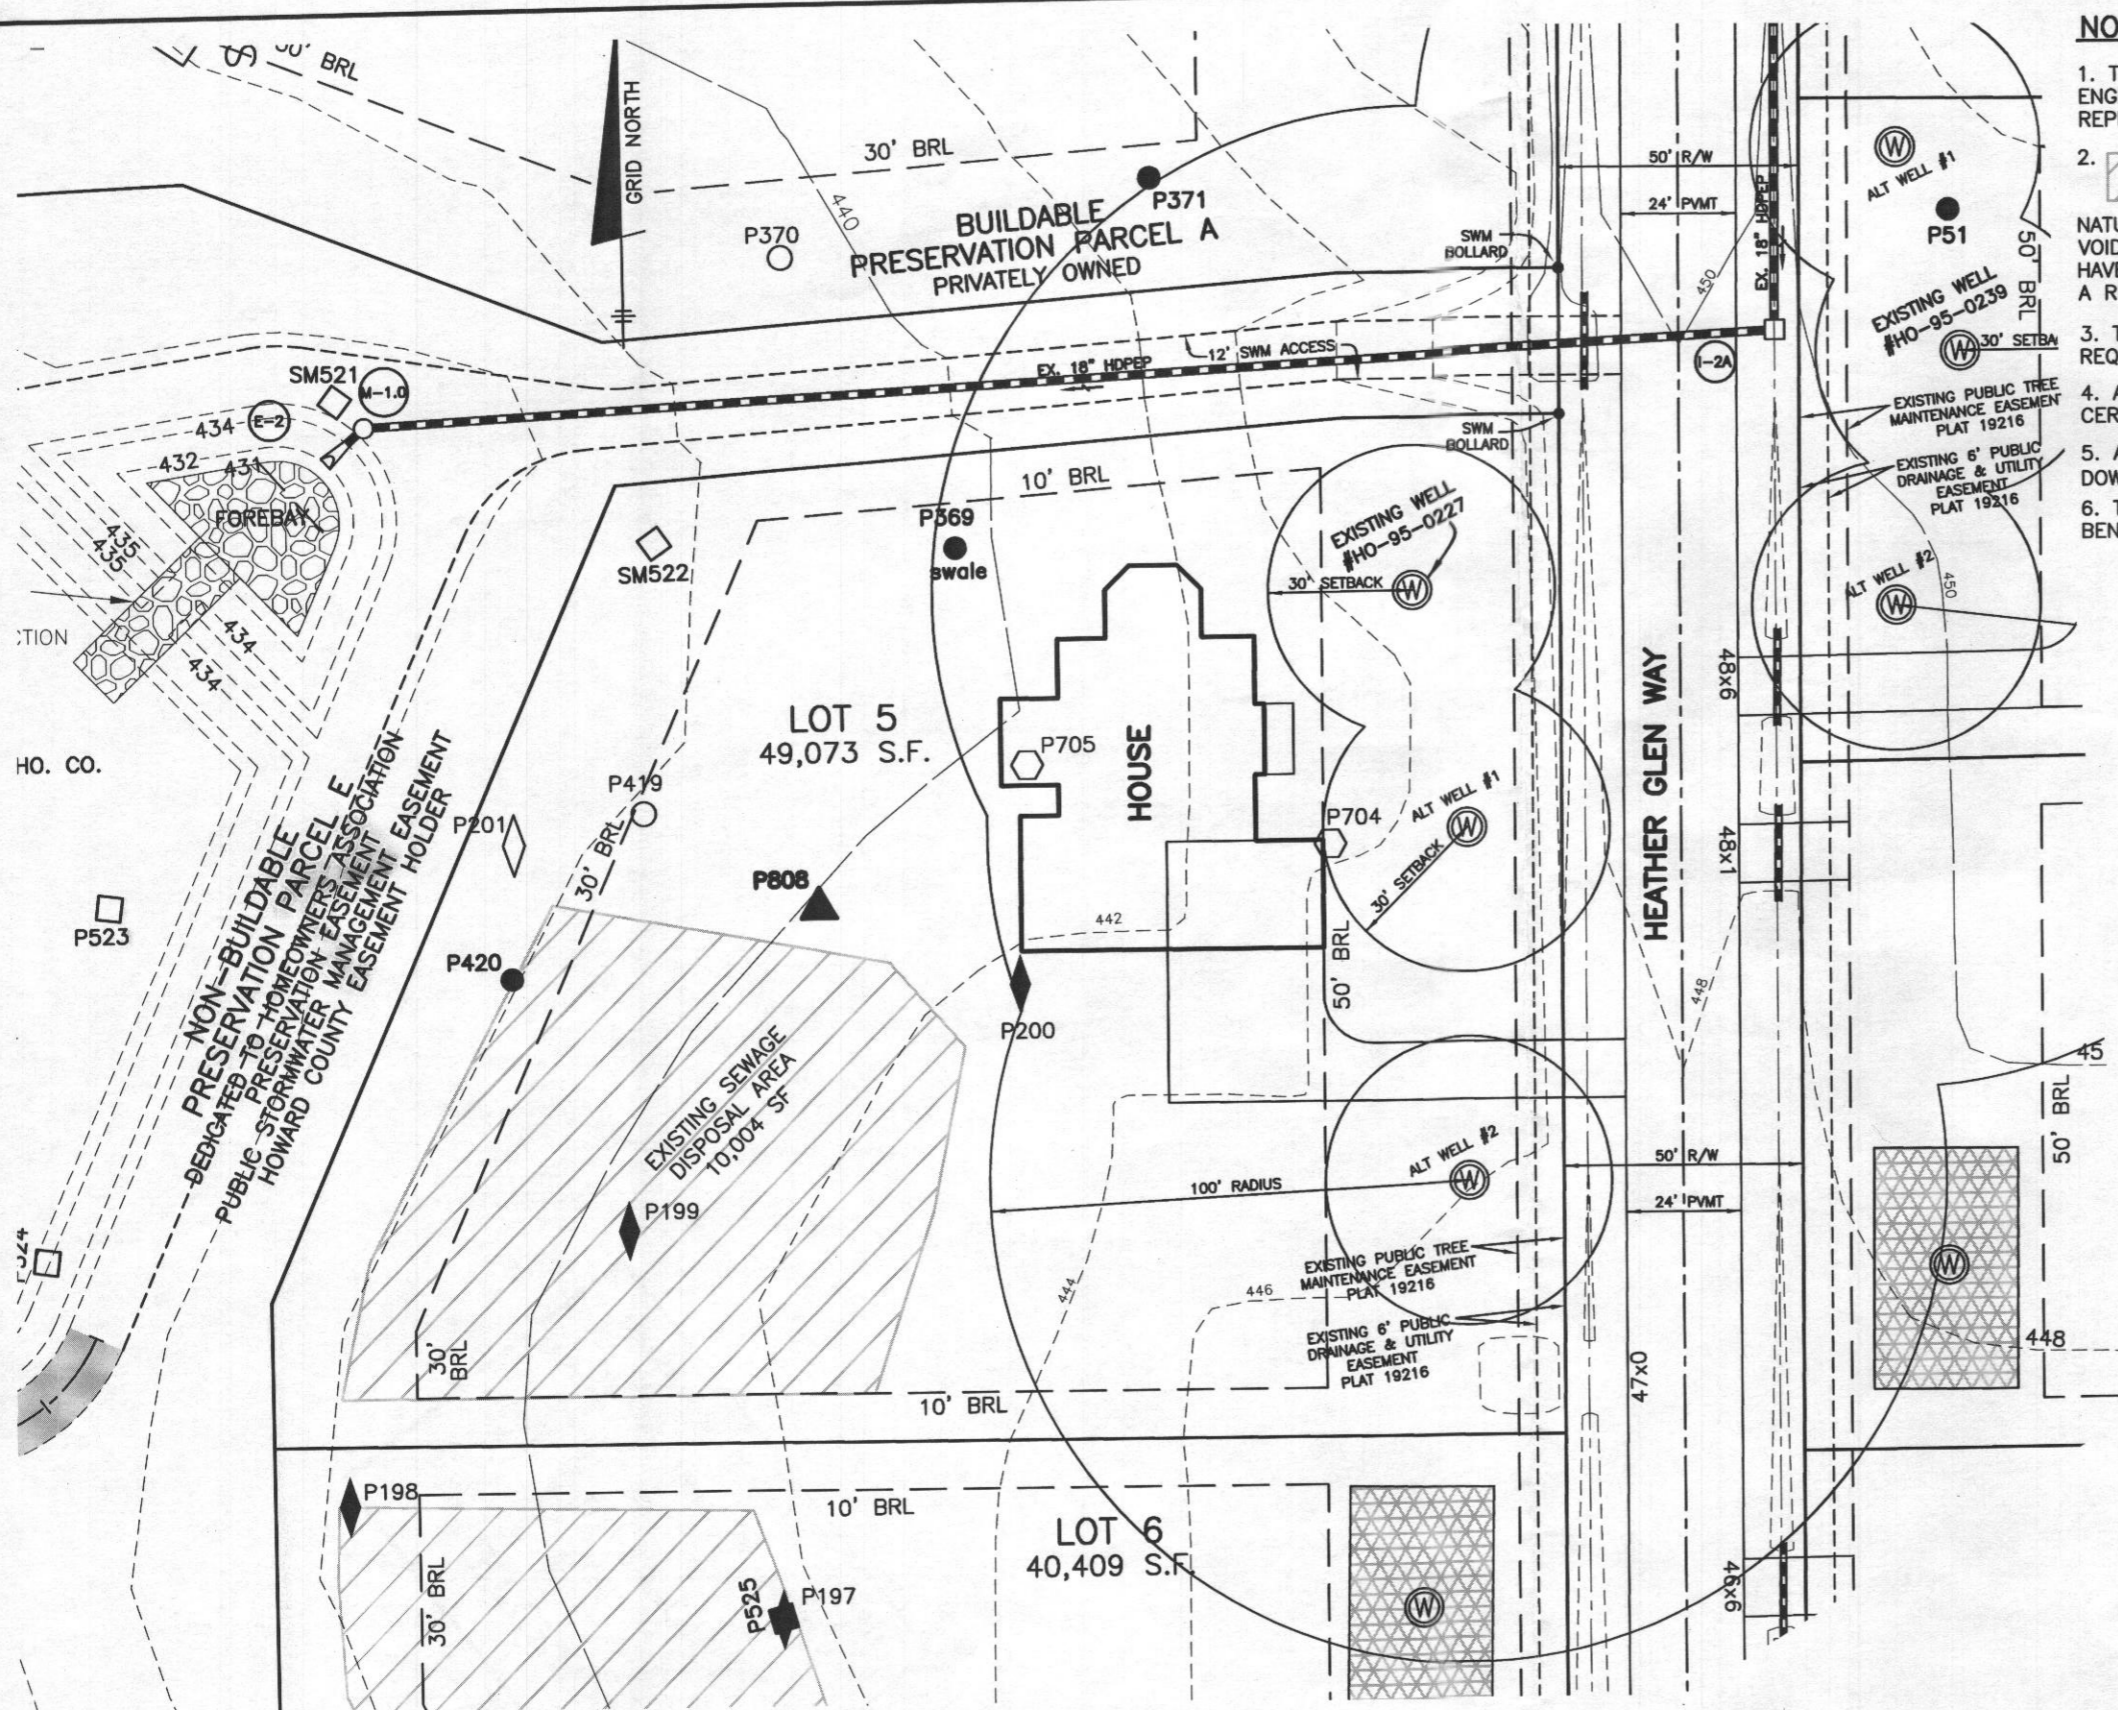 NO
1. T
ENG
REP
2.
NATU
VOID
HAVE
A R
3. T
REQ
4. A
CER
5. A
DOW
6. T
BEN
30' BRL
GRID NORTH
30' BRL
440
P370
P371
BUILDABLE
PRESERVATION PARCEL A
PRIVATELY OWNED
SWM
BOLLARD
50' R/W
24' PVMT
EX. 18" HDPEP
450
I-2A
W
ALT WELL #1
P51
50' BRL
EXISTING WELL
#HO-95-0239
W
30' SETBA
EXISTING PUBLIC TREE
MAINTENANCE EASEMENT
PLAT 19216
EXISTING 6' PUBLIC
DRAINAGE & UTILITY
EASEMENT
PLAT 19216
12' SWM ACCESS
EX. 18" HDPEP
SWM
BOLLARD
SM521
M-1.0
E-2
434
432
431
FOREBAY
435
435
434
434
CTION
HO. CO.
10' BRL
P369
swale
SM522
EXISTING WELL
#HO-95-0227
30' SETBACK
W
ALT WELL #2
W
450
LOT 5
49,073 S.F.
HOUSE
P705
P704
ALT WELL #1
W
30' SETBACK
HEATHER GLEN WAY
48x6
48x1
P419
P201
30' BRL
P808
442
50' BRL
448
P523
NON-BUILDABLE
PRESERVATION PARCEL E
DEDICATED TO HOMEOWNERS ASSOCIATION
PRESERVATION EASEMENT
PUBLIC STORMWATER MANAGEMENT EASEMENT
HOWARD COUNTY EASEMENT HOLDER
P420
P200
EXISTING SEWAGE
DISPOSAL AREA
10,004 SF
P199
ALT WELL #2
W
100' RADIUS
50' R/W
24' PVMT
45
50' BRL
W
448
444
446
EXISTING PUBLIC TREE
MAINTENANCE EASEMENT
PLAT 19216
EXISTING 6' PUBLIC
DRAINAGE & UTILITY
EASEMENT
PLAT 19216
47x0
30'
BRL
10' BRL
P198
10' BRL
30' BRL
P525
P197
LOT 6
40,409 S.F.
W
46x6